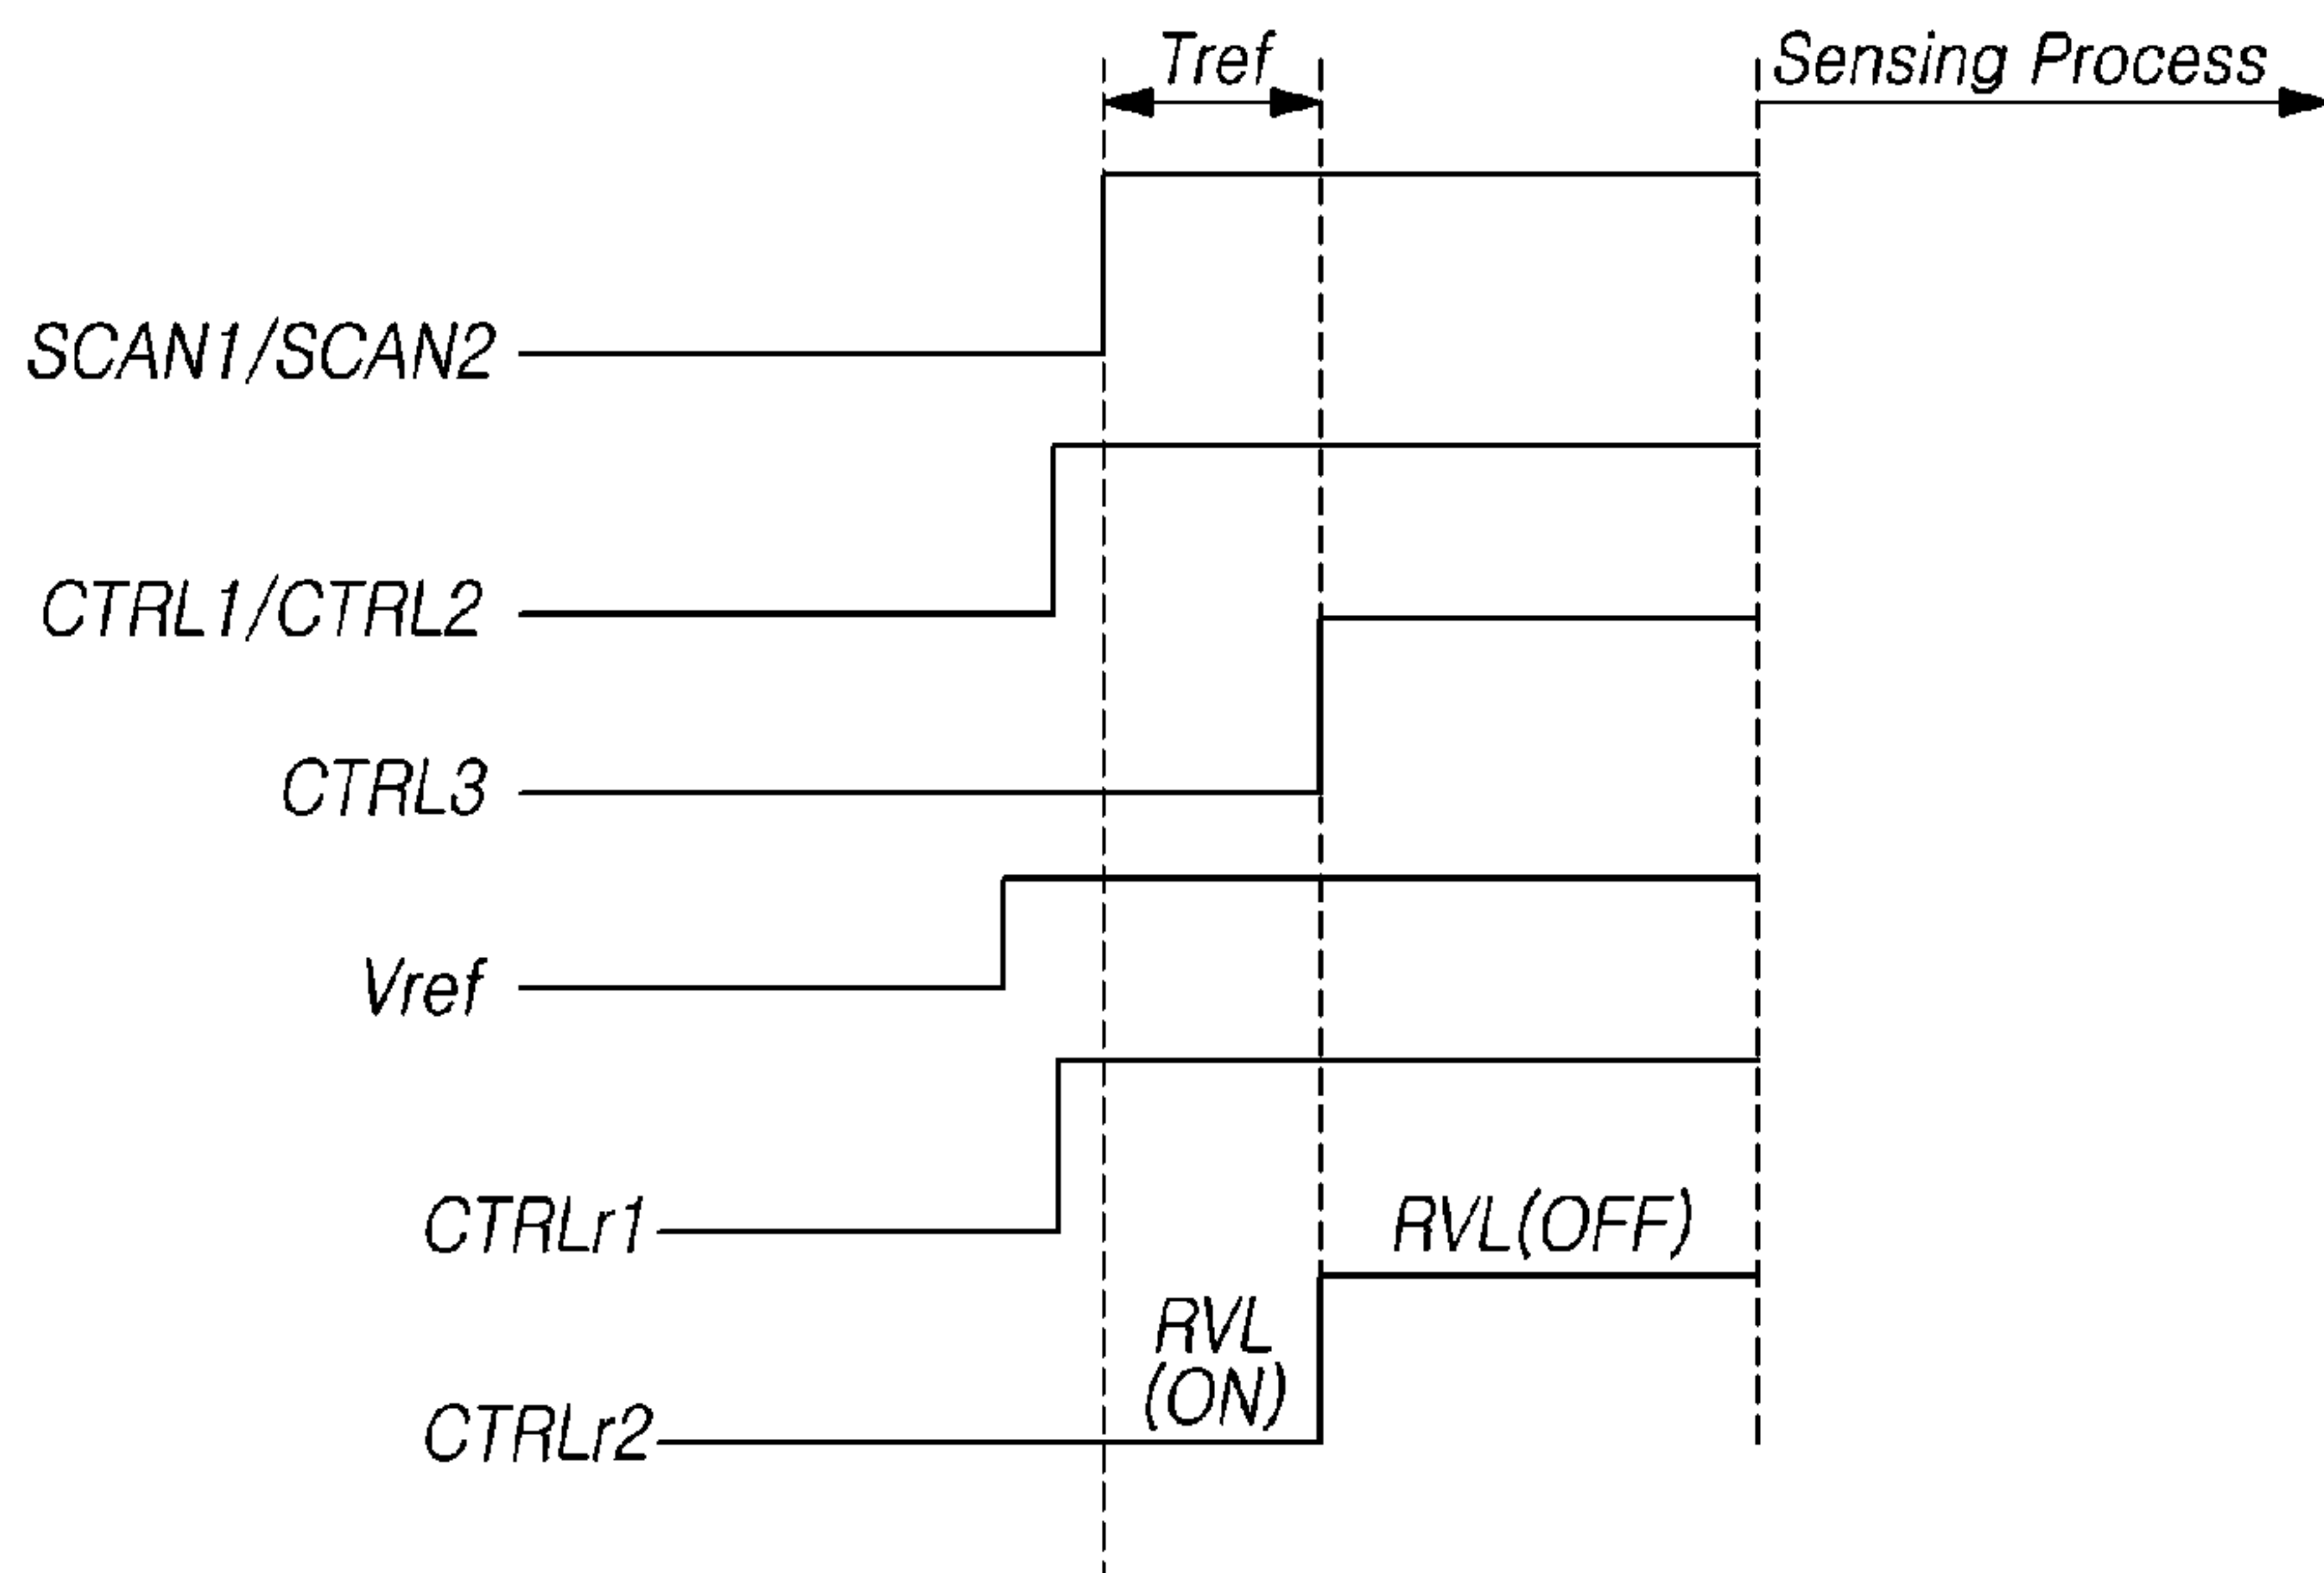 Tref
Sensing Process
SCAN1/SCAN2
CTRL1/CTRL2
CTRL3
Vref
CTRLr1
RVL(OFF)
RVL
(ON)
CTRLr2